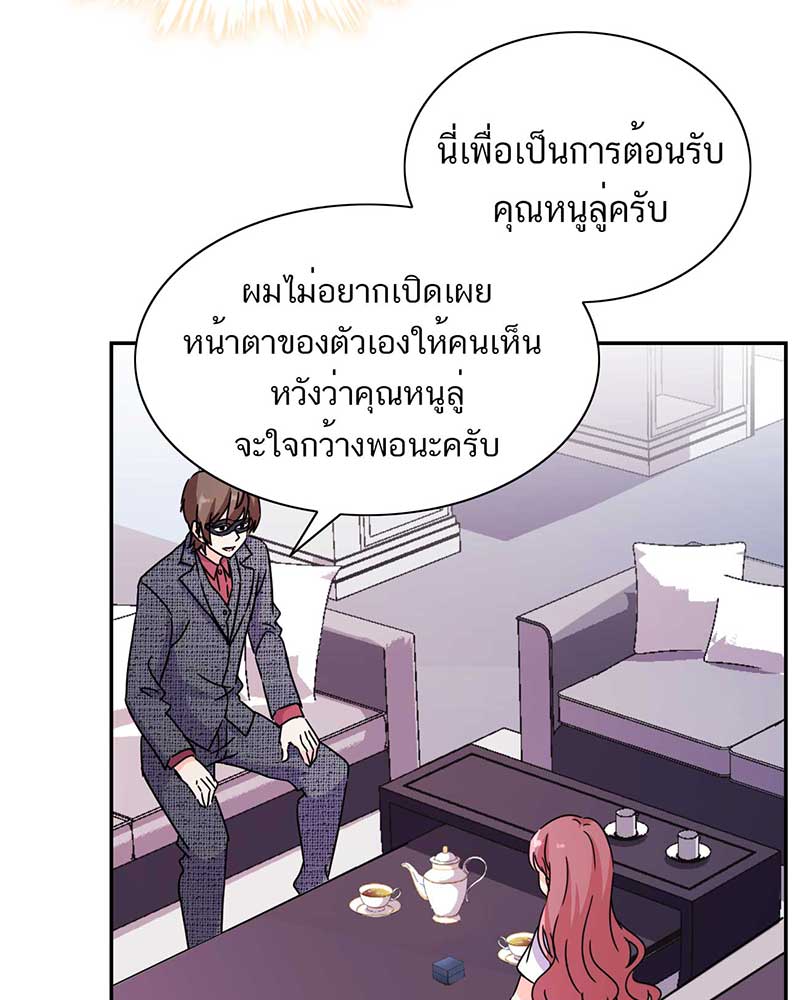 นี่เพื่อเป็นการต้อนรับ
คุณหนูลู่ครับ
ผมไม่อยากเปิดเผย
หน้าตาของตัวเองให้คนเห็น
หวังว่าคุณหนูลู่
จะใจกว้างพอนะครับ